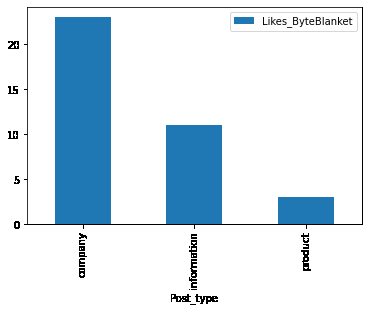 Likes_ByteBlanket
20
15
10
5
0
company
information
product
Post_type